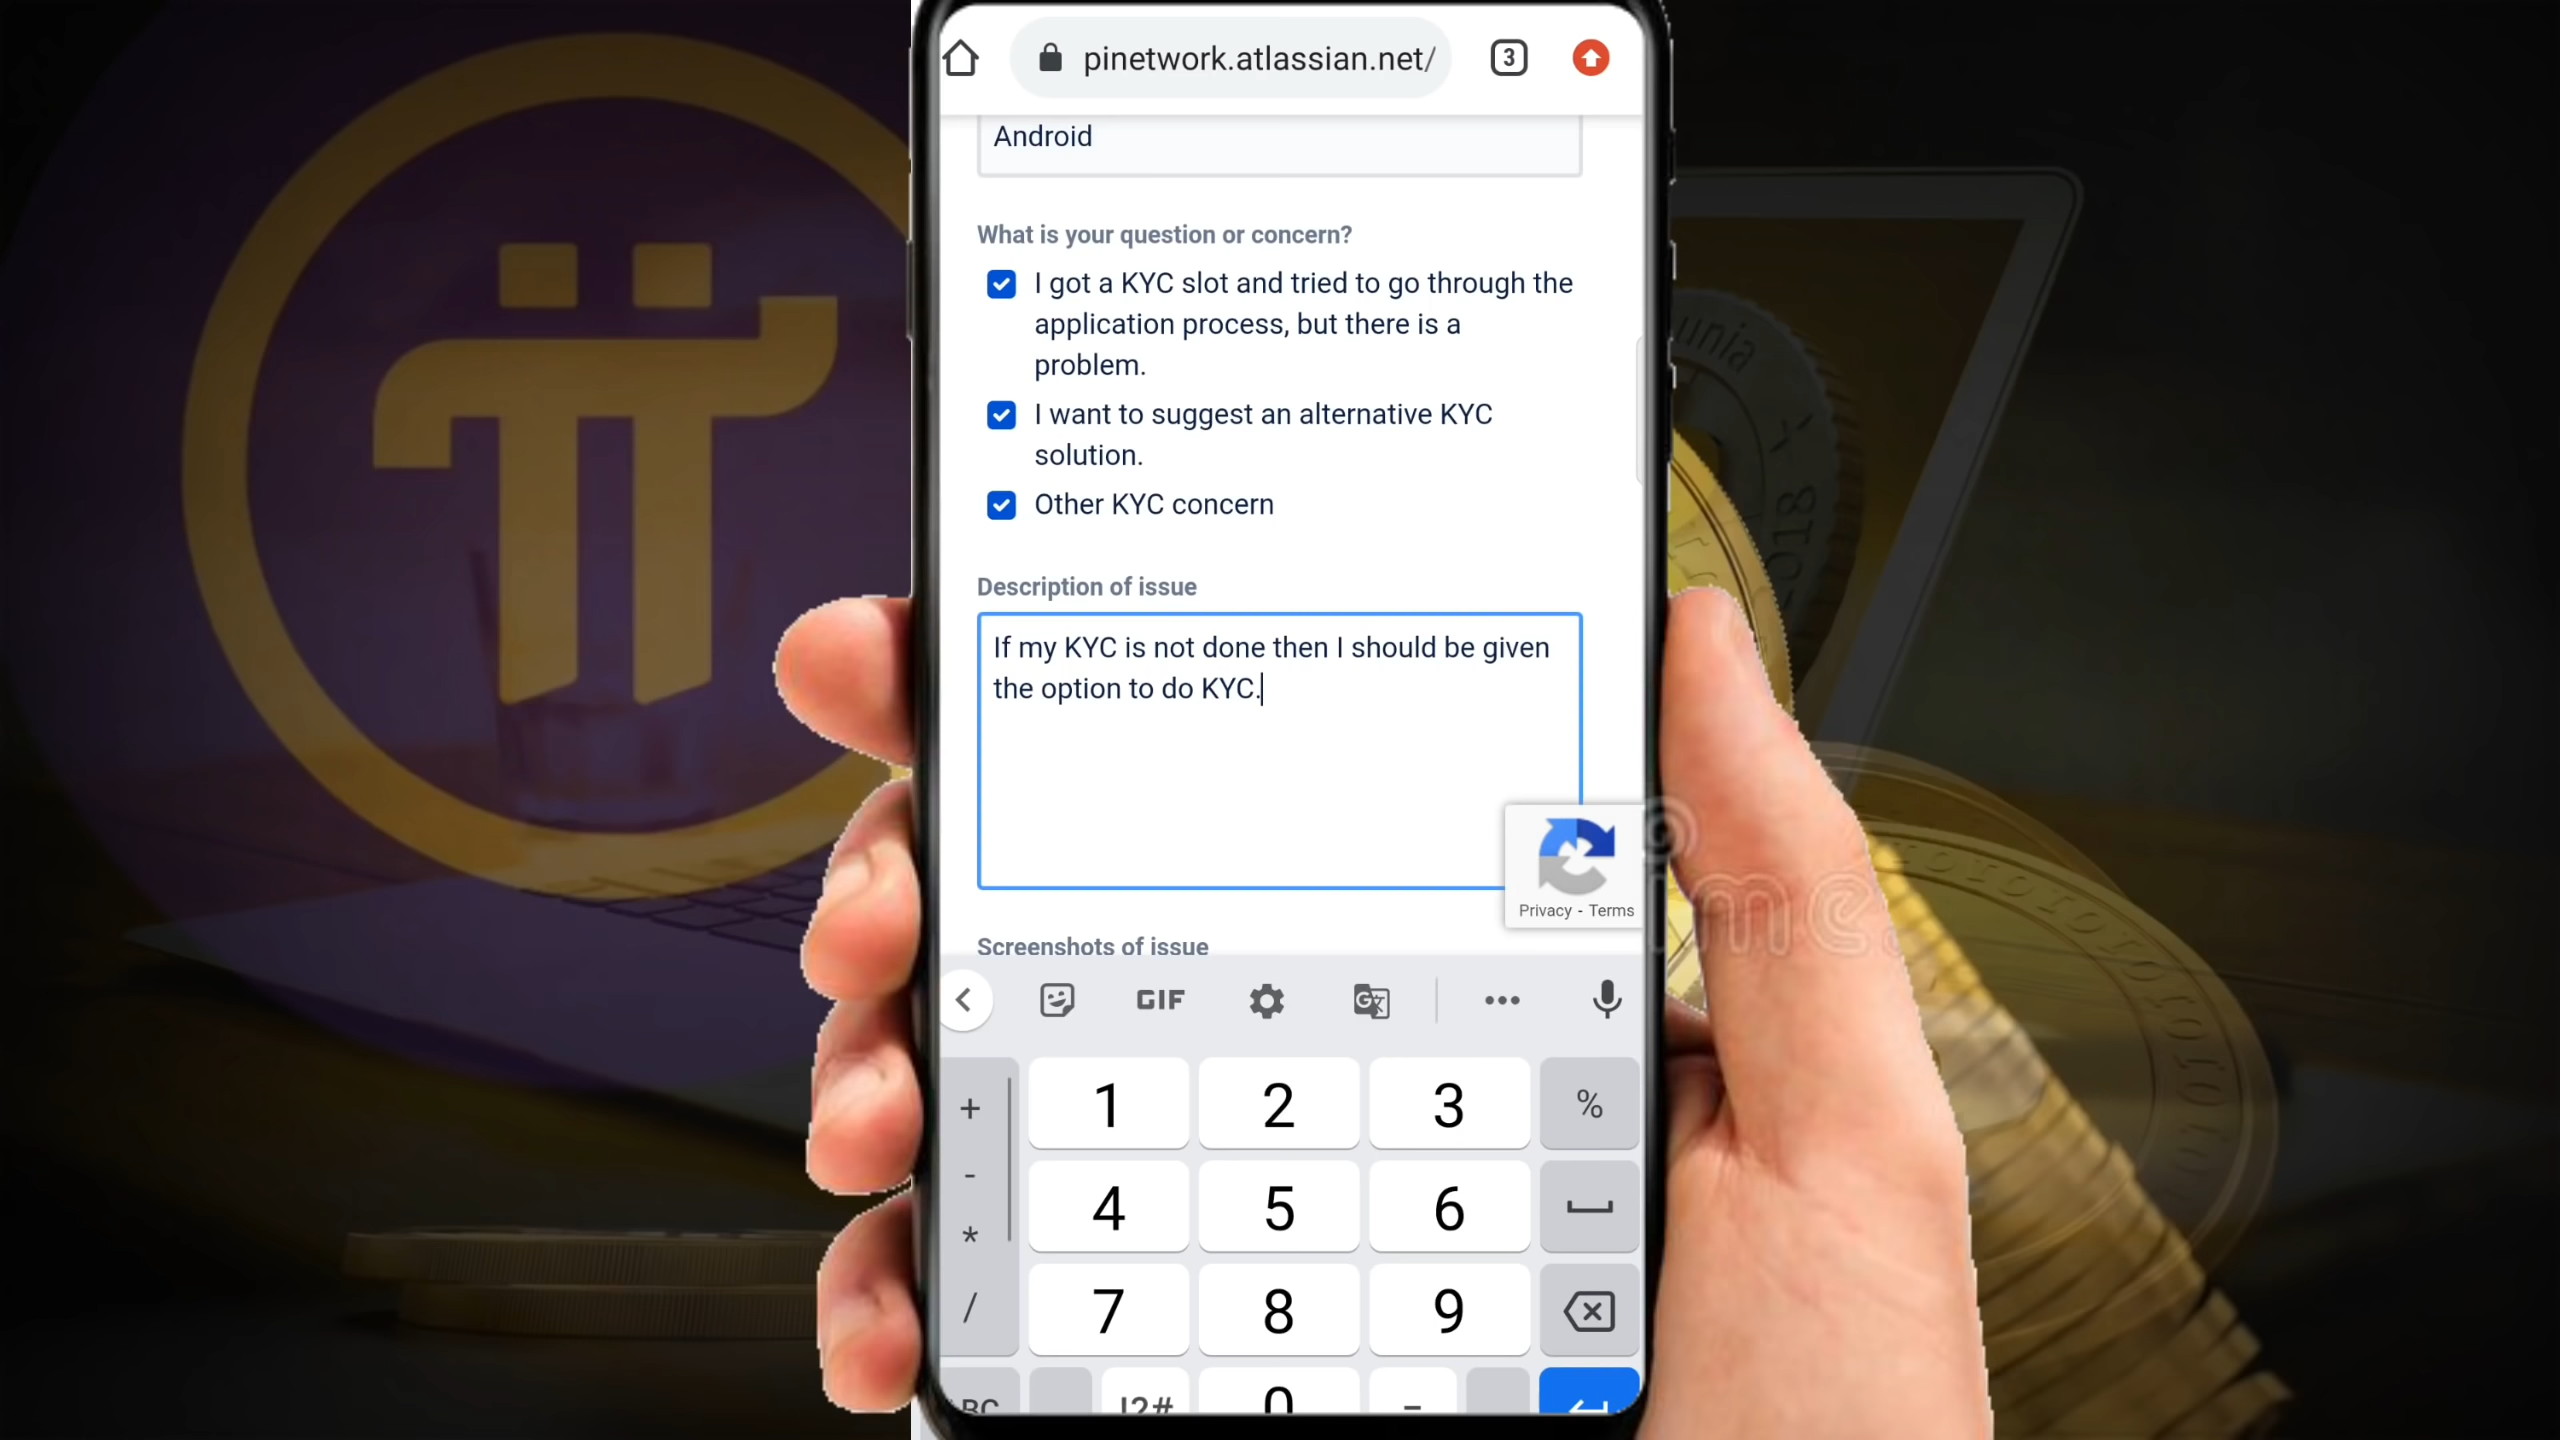 pinetwork.atlassian.net/
3
Android
What is your question or concern?
I got a KYC slot and tried to go through the
application process, but there is a
problem.
I want to suggest an alternative KYC
solution.
Other KYC concern
Description of issue
If my KYC is not done then I should be given
the option to do KYC.
Privacy - Terms
Screenshots of issue
GIF
+ 1 2 3 %
- 4 5 6
*
/ 7 8 9
ABC !?# 0 =
2018